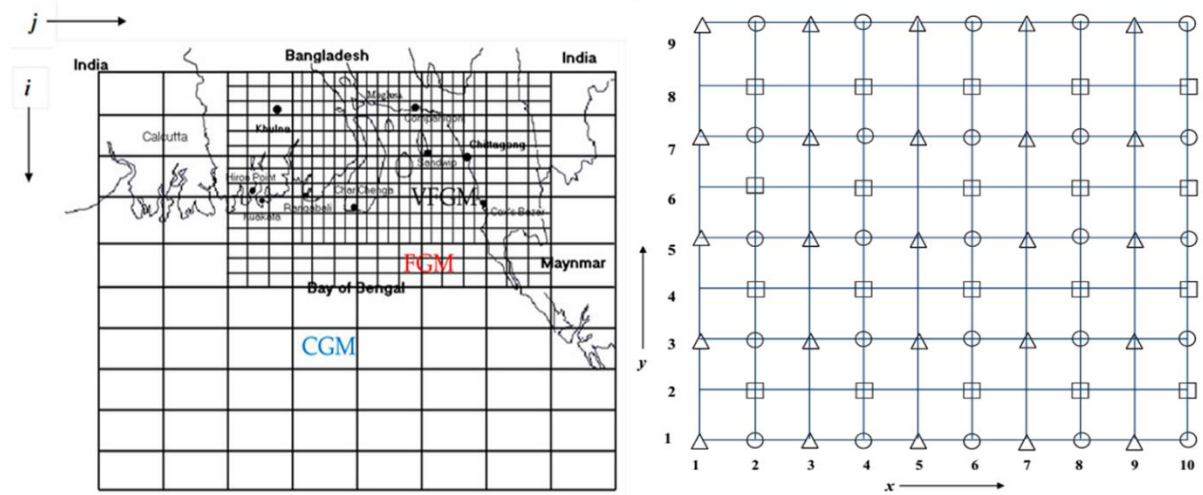 j
Bangladesh
India
India
i
Meghna
Companigon
Khulna
Calcutta
Chittagong
Sandwip
Hiron Point
Char Chenga
VFGM
Rangabali
Kuakata
Cox's Bazar
FGM
Maynmar
Bay of Bengal
CGM
9
8
7
6
5
4
3
2
1
y
1 2 3 4 5 6 7 8 9 10
x